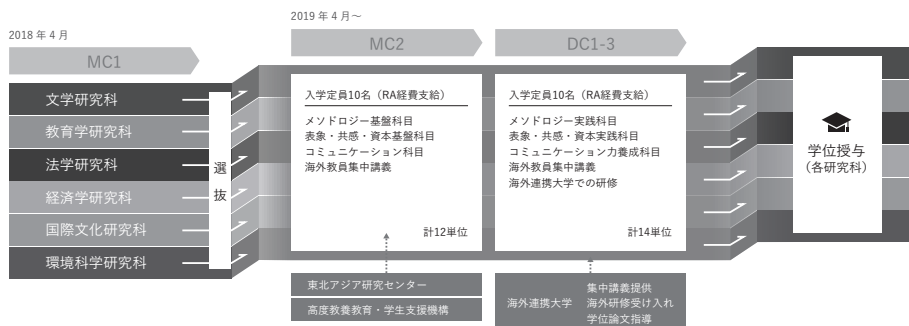 2018年4月
MC1
文学研究科
教育学研究科
法学研究科
経済学研究科
国際文化研究科
環境科学研究科
選抜
2019年4月〜
MC2
入学定員10名（RA経費支給）
メソドロジー基盤科目
表象・共感・資本基盤科目
コミュニケーション科目
海外教員集中講義
計12単位
東北アジア研究センター
高度教養教育・学生支援機構
DC1-3
入学定員10名（RA経費支給）
メソドロジー実践科目
表象・共感・資本実践科目
コミュニケーション力養成科目
海外教員集中講義
海外連携大学での研修
計14単位
海外連携大学
集中講義提供
海外研修受け入れ
学位論文指導
学位授与
（各研究科）